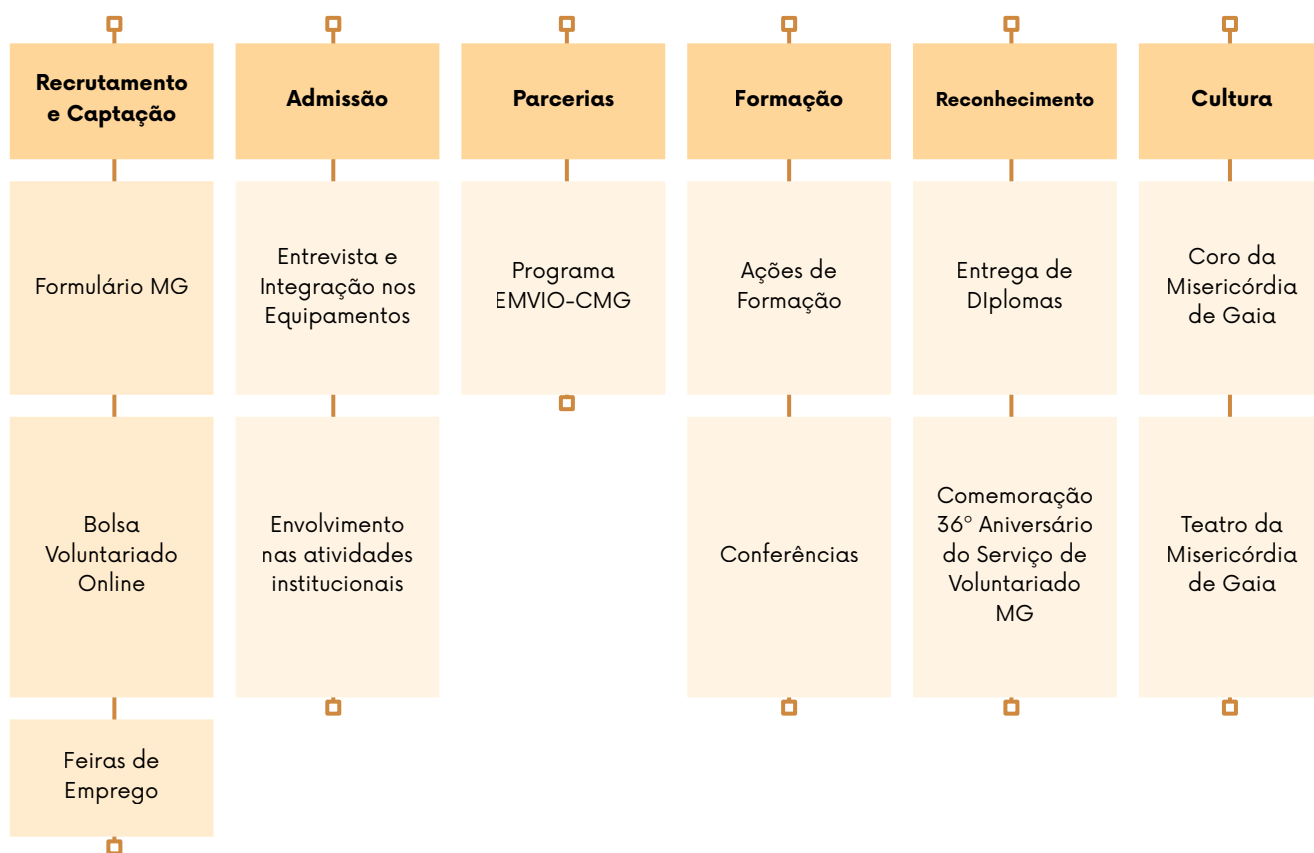 Recrutamento
e Captação
Admissão
Parcerias
Formação
Reconhecimento
Cultura
Formulário MG
Entrevista e
Integração nos
Equipamentos
Programa
EMVIO-CMG
Ações de
Formação
Entrega de
DIplomas
Coro da
Misericórdia
de Gaia
Bolsa
Voluntariado
Online
Envolvimento
nas atividades
institucionais
Conferências
Comemoração
36º Aniversário
do Serviço de
Voluntariado
MG
Teatro da
Misericórdia
de Gaia
Feiras de
Emprego